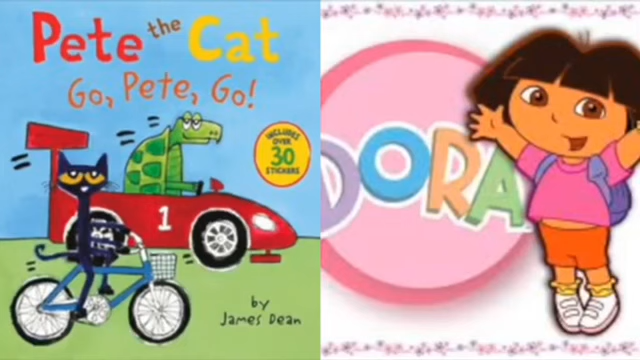 Pete the Cat
Go, Pete, Go!
INCLUDES
OVER
30
STICKERS
1
by
James Dean
DORA